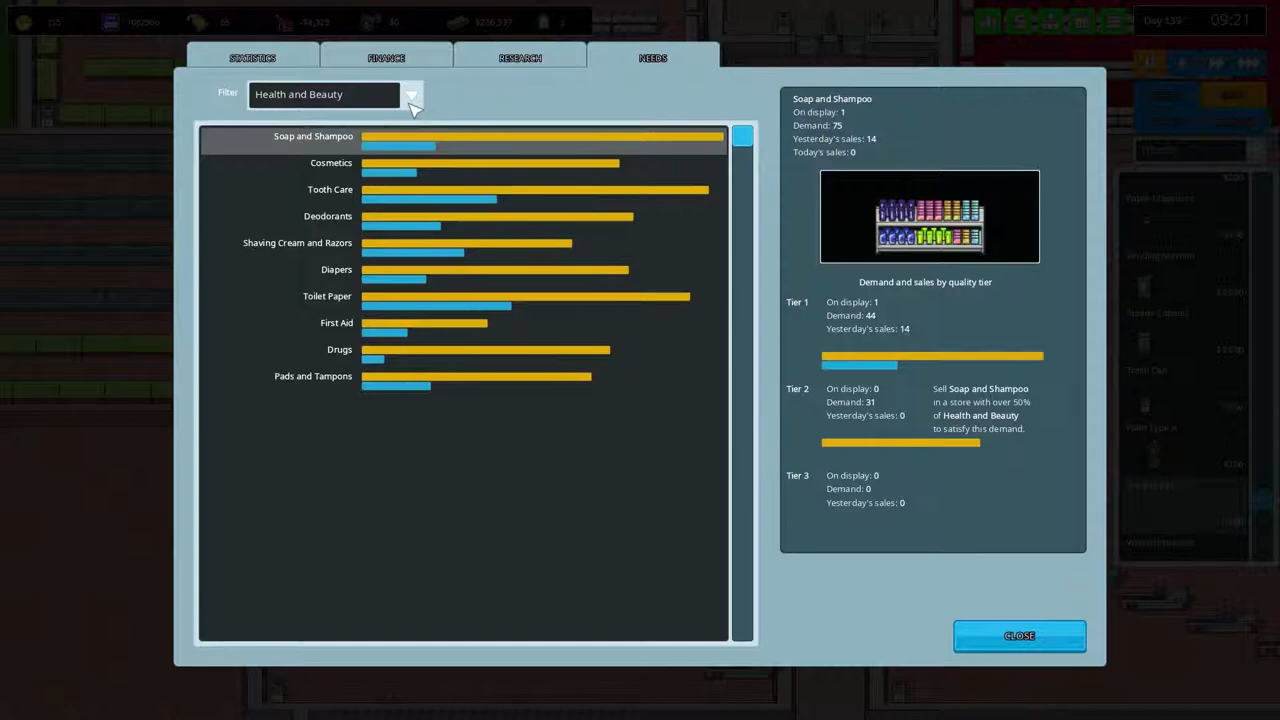 Day 139
09:21
STATISTICS
FINANCE
RESEARCH
NEEDS
Filter
Health and Beauty
Soap and Shampoo
Cosmetics
Tooth Care
Deodorants
Shaving Cream and Razors
Diapers
Toilet Paper
First Aid
Drugs
Pads and Tampons
Soap and Shampoo
On display: 1
Demand: 75
Yesterday's sales: 14
Today's sales: 0
Demand and sales by quality tier
Tier 1
On display: 1
Demand: 44
Yesterday's sales: 14
Tier 2
On display: 0
Demand: 31
Yesterday's sales: 0
Sell Soap and Shampoo
in a store with over 50%
of Health and Beauty
to satisfy this demand.
Tier 3
On display: 0
Demand: 0
Yesterday's sales: 0
CLOSE